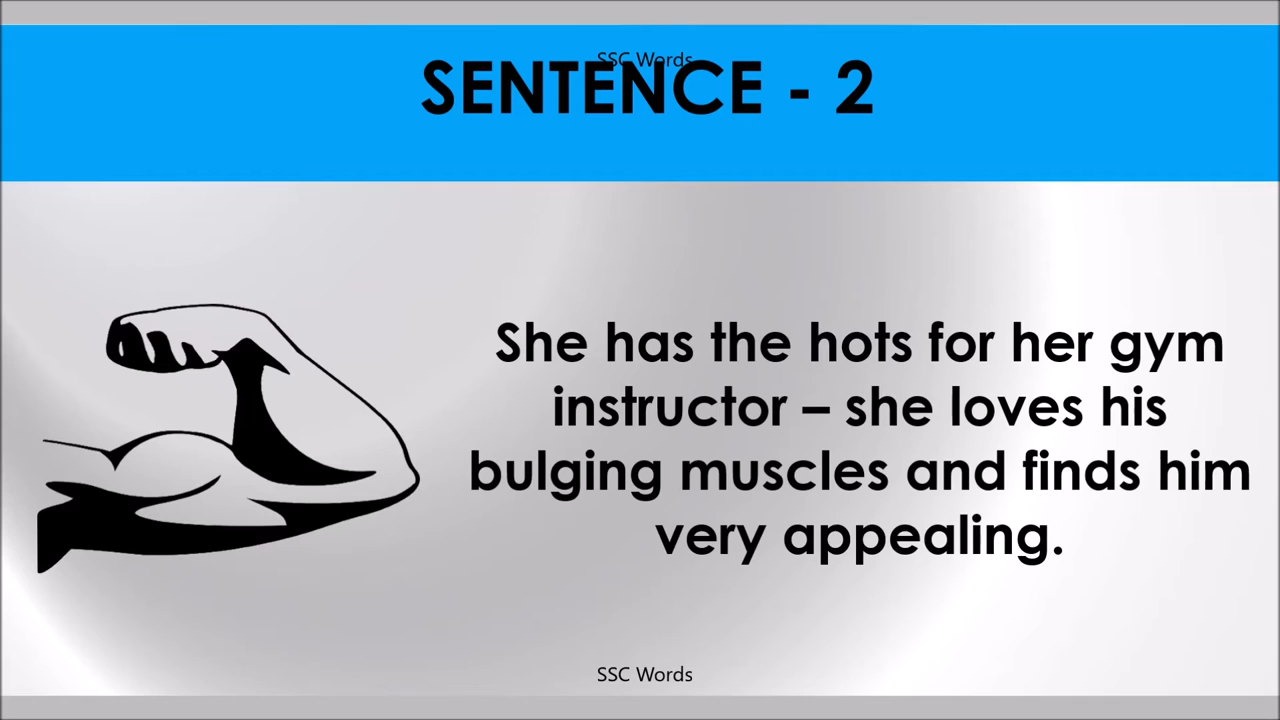 SSC Words
SENTENCE - 2
She has the hots for her gym
instructor – she loves his
bulging muscles and finds him
very appealing.
SSC Words